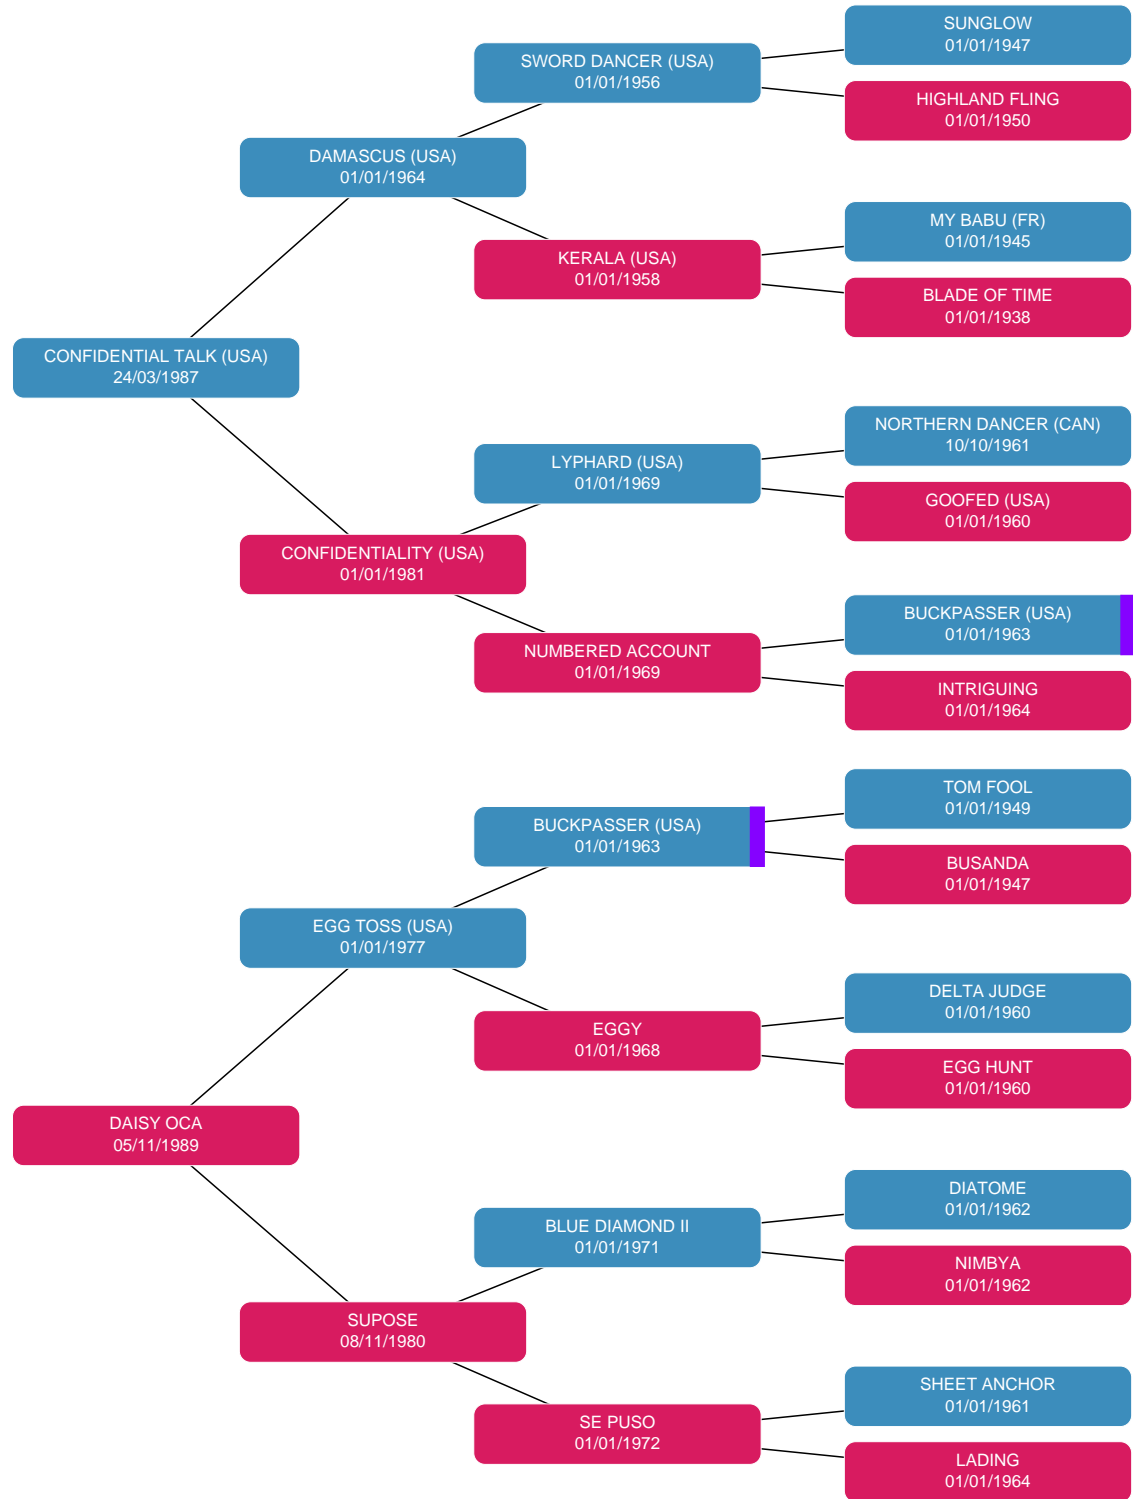 SUNGLOW
01/01/1947
SWORD DANCER (USA)
01/01/1956
HIGHLAND FLING
01/01/1950
DAMASCUS (USA)
01/01/1964
MY BABU (FR)
01/01/1945
KERALA (USA)
01/01/1958
BLADE OF TIME
01/01/1938
CONFIDENTIAL TALK (USA)
24/03/1987
NORTHERN DANCER (CAN)
10/10/1961
LYPHARD (USA)
01/01/1969
GOOFED (USA)
01/01/1960
CONFIDENTIALITY (USA)
01/01/1981
BUCKPASSER (USA)
01/01/1963
NUMBERED ACCOUNT
01/01/1969
INTRIGUING
01/01/1964
TOM FOOL
01/01/1949
BUCKPASSER (USA)
01/01/1963
BUSANDA
01/01/1947
EGG TOSS (USA)
01/01/1977
DELTA JUDGE
01/01/1960
EGGY
01/01/1968
EGG HUNT
01/01/1960
DAISY OCA
05/11/1989
DIATOME
01/01/1962
BLUE DIAMOND II
01/01/1971
NIMBYA
01/01/1962
SUPOSE
08/11/1980
SHEET ANCHOR
01/01/1961
SE PUSO
01/01/1972
LADING
01/01/1964